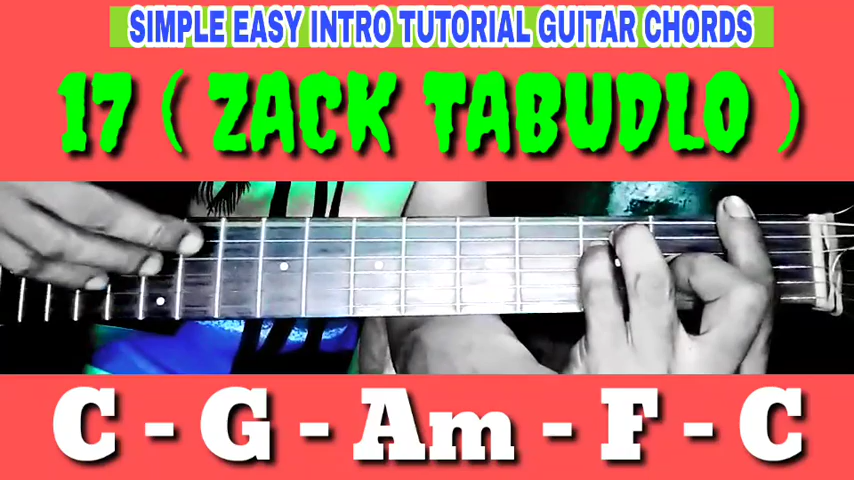 SIMPLE EASY INTRO TUTORIAL GUITAR CHORDS
17 ( ZACK TABUDLO )
C - G - Am - F - C